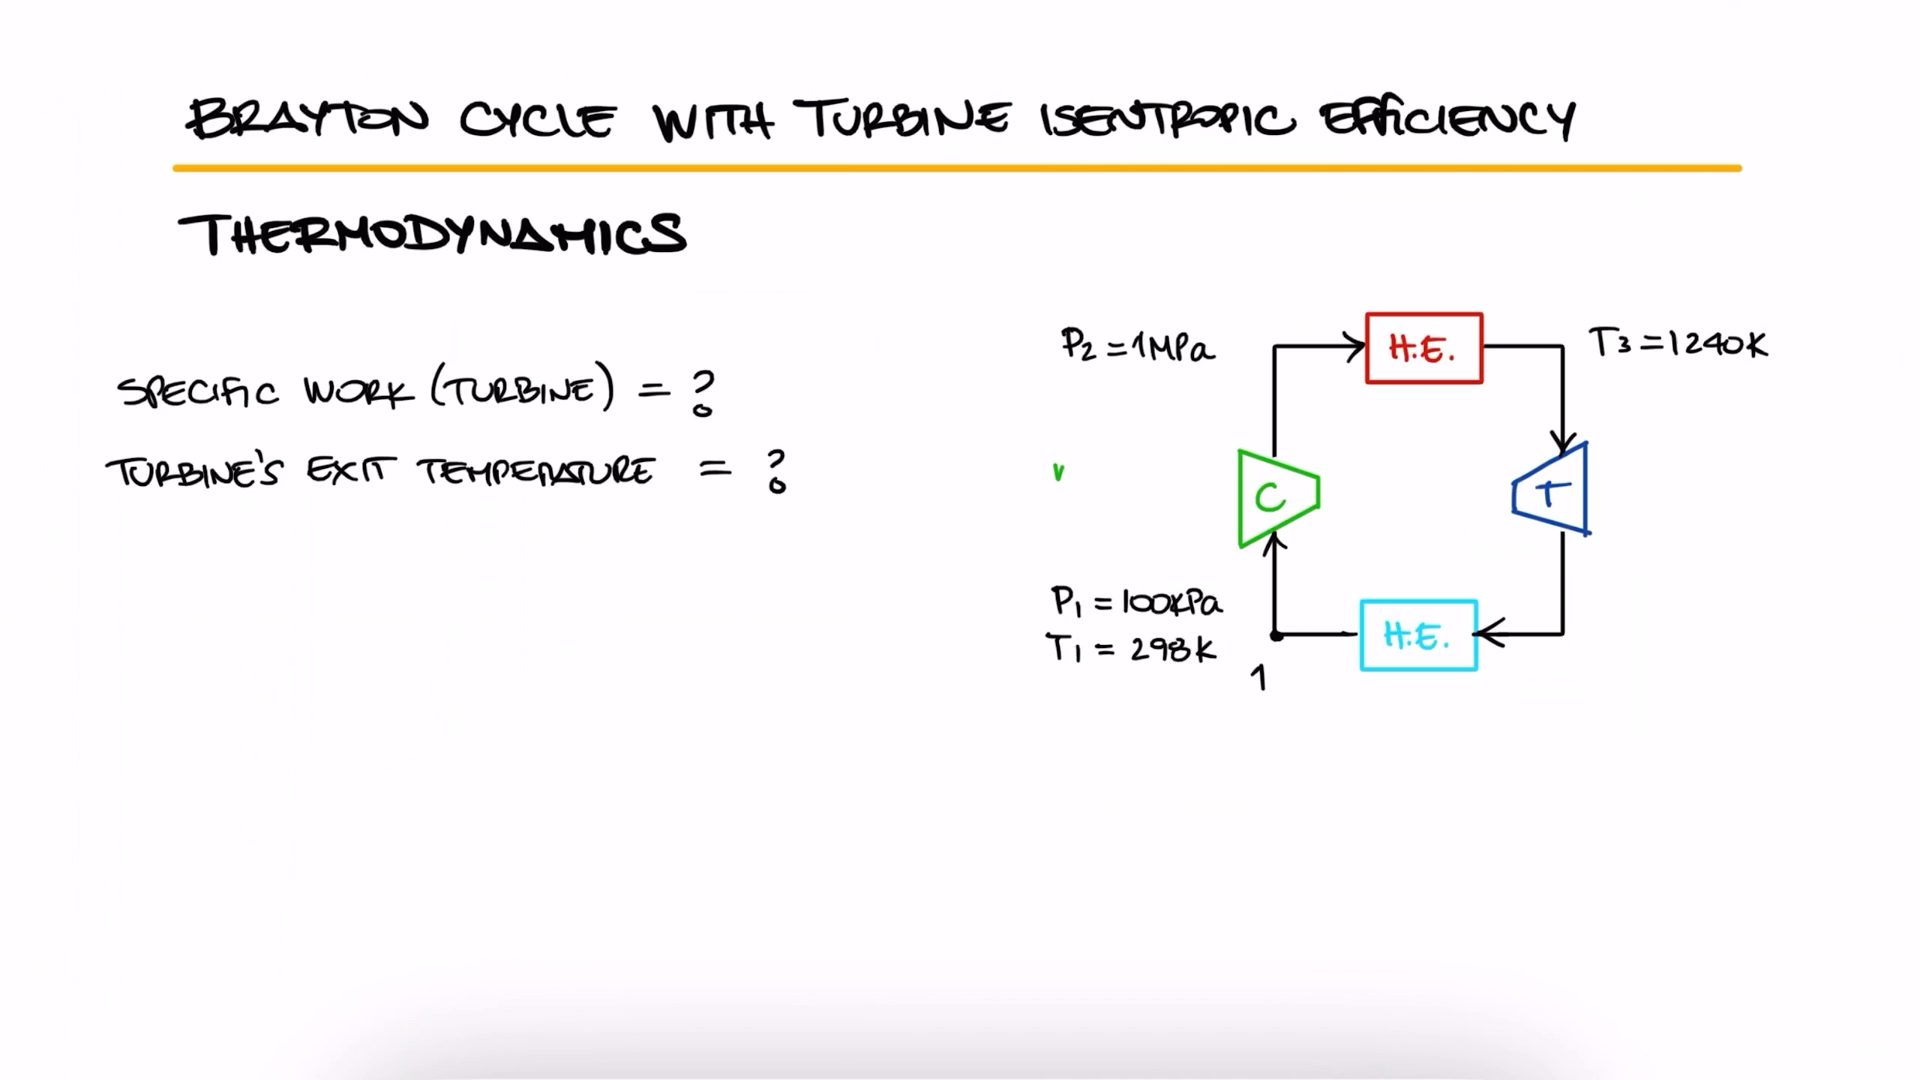 BRAYTON CYCLE WITH TURBINE ISENTROPIC EFFICIENCY
THERMODYNAMICS
P2 = 1MPa
H.E.
T3 = 1240K
SPECIFIC WORK (TURBINE) = ?
TURBINE'S EXIT TEMPERATURE = ?
C
T
P1 = 100kPa
T1 = 298K
H.E.
1